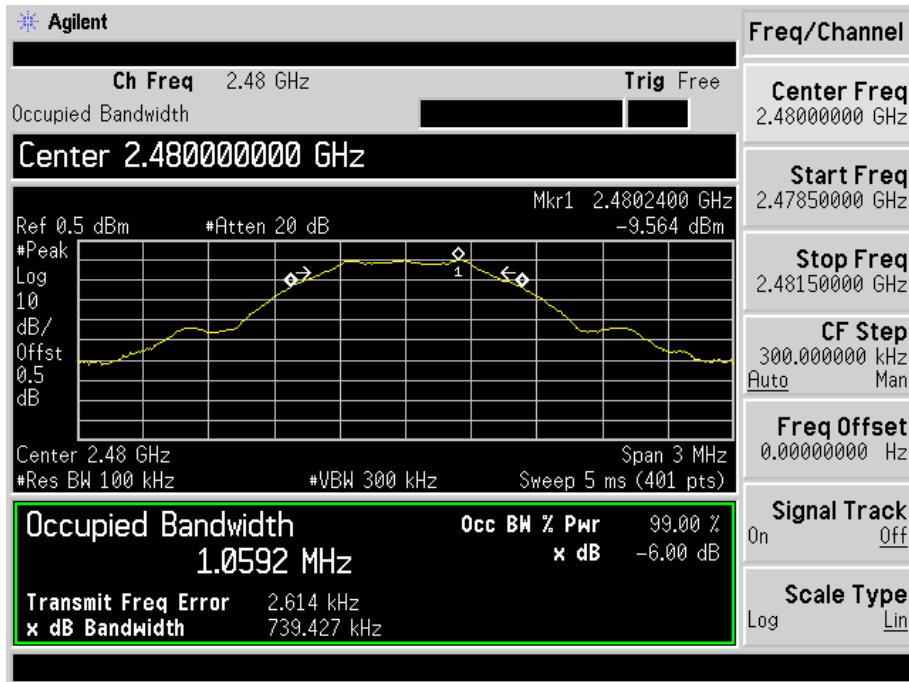 Agilent
Freq/Channel
Ch Freq 2.48 GHz Trig Free
Occupied Bandwidth
Center 2.480000000 GHz
Mkr1 2.4802400 GHz
Ref 0.5 dBm #Atten 20 dB -9.564 dBm
#Peak
Log
10
dB/
Offst
0.5
dB
1
Center 2.48 GHz Span 3 MHz
#Res BW 100 kHz #VBW 300 kHz Sweep 5 ms (401 pts)
Occupied Bandwidth
1.0592 MHz
Occ BW % Pwr 99.00 %
x dB -6.00 dB
Transmit Freq Error 2.614 kHz
x dB Bandwidth 739.427 kHz
Center Freq
2.48000000 GHz
Start Freq
2.47850000 GHz
Stop Freq
2.48150000 GHz
CF Step
300.000000 kHz
Auto Man
Freq Offset
0.00000000 Hz
Signal Track
On Off
Scale Type
Log Lin